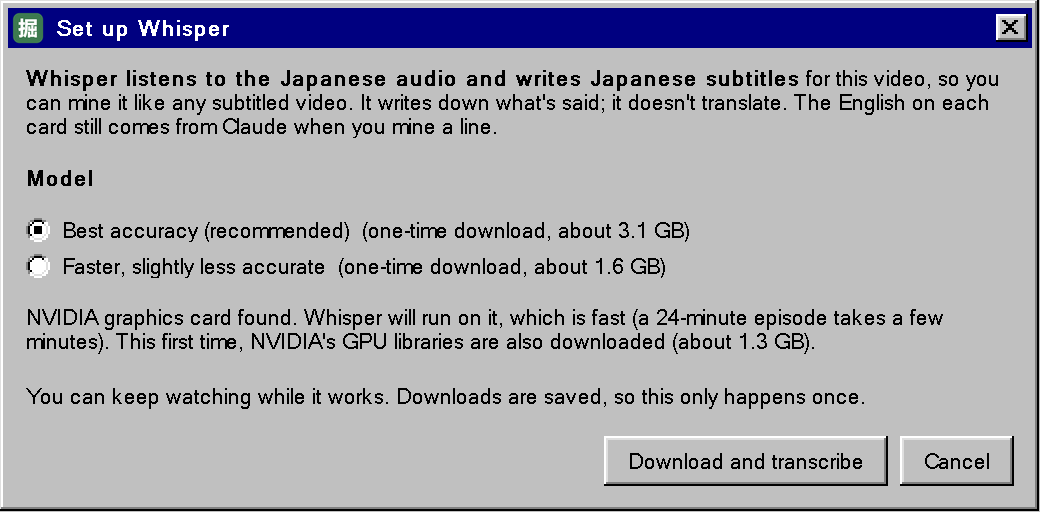 掘 Set up Whisper
Whisper listens to the Japanese audio and writes Japanese subtitles for this video, so you
can mine it like any subtitled video. It writes down what's said; it doesn't translate. The English on each
card still comes from Claude when you mine a line.
Model
Best accuracy (recommended) (one-time download, about 3.1 GB)
Faster, slightly less accurate (one-time download, about 1.6 GB)
NVIDIA graphics card found. Whisper will run on it, which is fast (a 24-minute episode takes a few
minutes). This first time, NVIDIA's GPU libraries are also downloaded (about 1.3 GB).
You can keep watching while it works. Downloads are saved, so this only happens once.
Download and transcribe Cancel